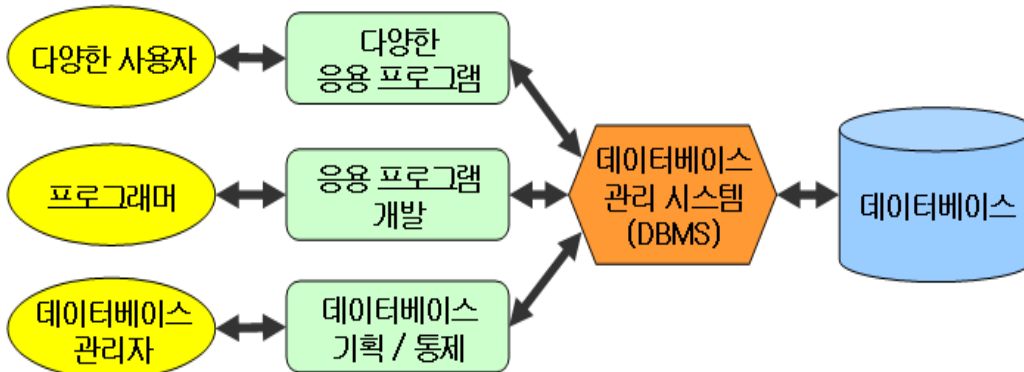 다양한 사용자
다양한
응용 프로그램
프로그래머
응용 프로그램
개발
데이터베이스
관리자
데이터베이스
기획 / 통제
데이터베이스
관리 시스템
(DBMS)
데이터베이스